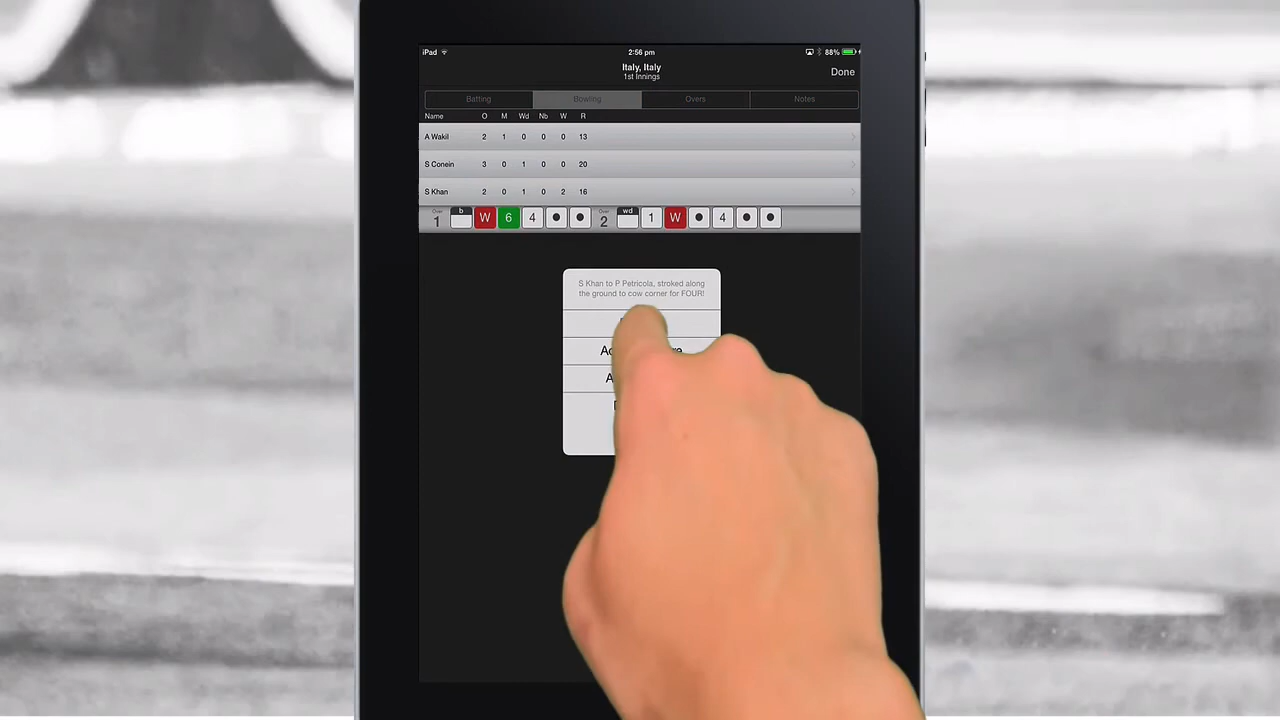 iPad 2:56 pm 88%
Italy, Italy
1st Innings
Done
Batting Bowling Overs Notes
Name O M Wd Nb W R
A Wakil 2 1 0 0 0 13
S Conein 3 0 1 0 0 20
S Khan 2 0 1 0 2 16
Over 1 b W 6 4 ● ● Over 2 wd 1 W ● 4 ● ●
S Khan to P Petricola, stroked along
the ground to cow corner for FOUR!